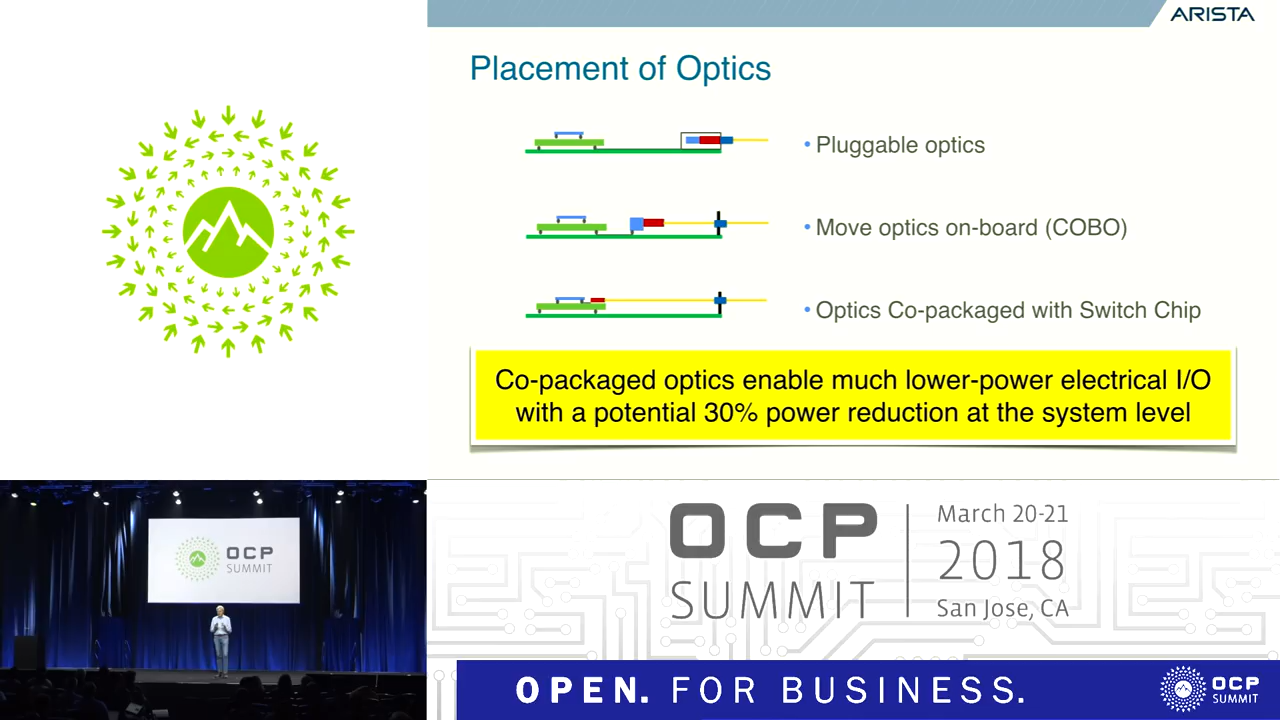 ARISTA
Placement of Optics
• Pluggable optics
• Move optics on-board (COBO)
• Optics Co-packaged with Switch Chip
Co-packaged optics enable much lower-power electrical I/O
with a potential 30% power reduction at the system level
OCP
SUMMIT
OCP
SUMMIT
March 20-21
2018
San Jose, CA
OPEN. FOR BUSINESS.
OCP
SUMMIT